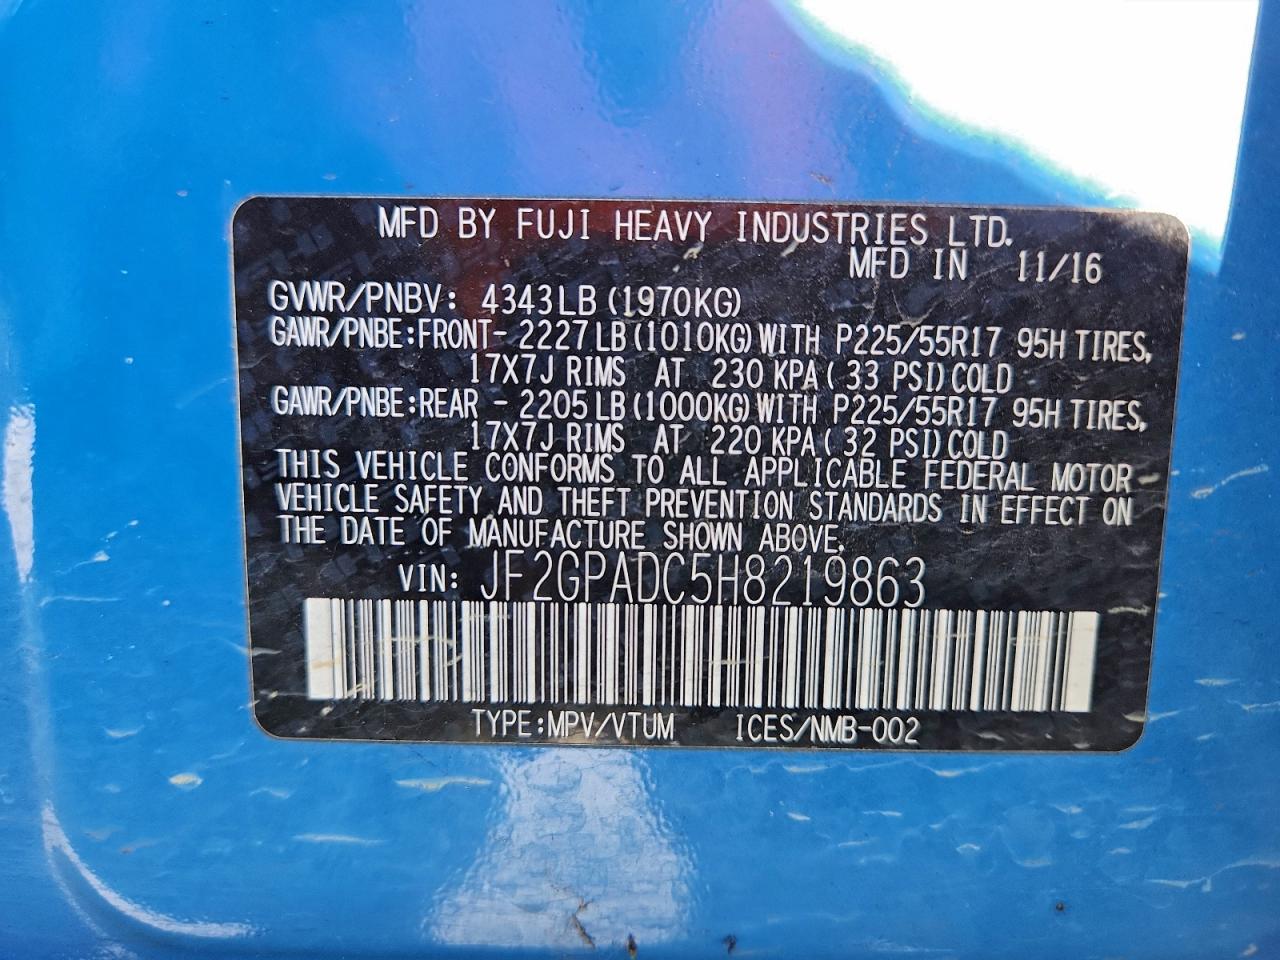 MFD BY FUJI HEAVY INDUSTRIES LTD.
MFD IN 11/16
GVWR/PNBV: 4343LB(1970KG)
GAWR/PNBE:FRONT-2227LB(1010KG)WITH P225/55R17 95H TIRES,
17X7J RIMS AT 230 KPA( 33 PSI)COLD
GAWR/PNBE:REAR -2205LB(1000KG)WITH P225/55R17 95H TIRES,
17X7J RIMS AT 220 KPA( 32 PSI)COLD
THIS VEHICLE CONFORMS TO ALL APPLICABLE FEDERAL MOTOR
VEHICLE SAFETY AND THEFT PREVENTION STANDARDS IN EFFECT ON
THE DATE OF MANUFACTURE SHOWN ABOVE.
VIN: JF2GPADC5H8219863
TYPE:MPV/VTUM ICES/NMB-002